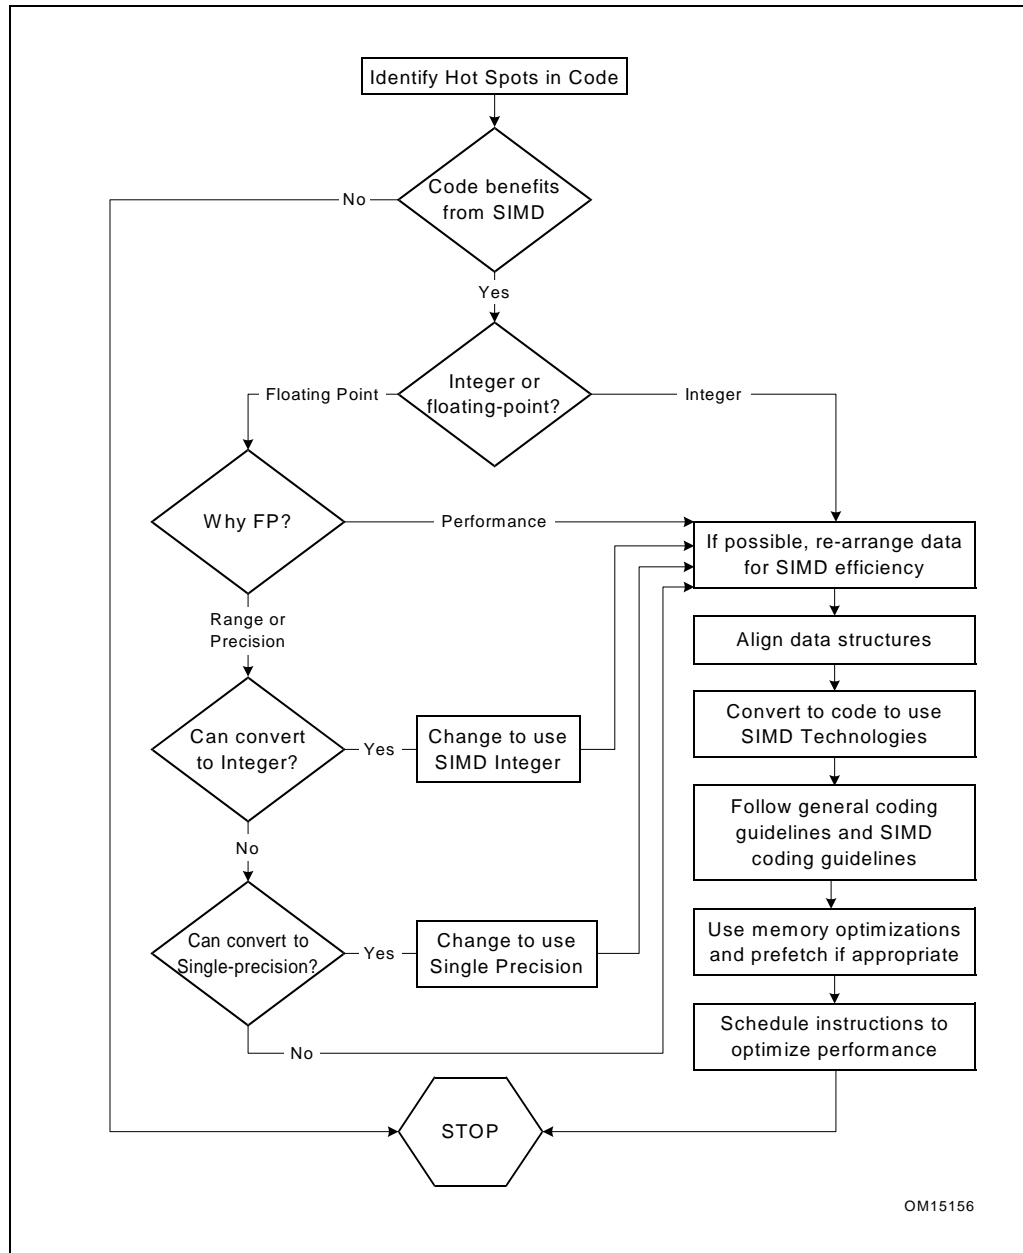 Identify Hot Spots in Code
Code benefits
from SIMD
No
Yes
Integer or
floating-point?
Floating Point
Integer
Why FP?
Performance
If possible, re-arrange data
for SIMD efficiency
Range or
Precision
Align data structures
Can convert
to Integer?
Yes
Change to use
SIMD Integer
Convert to code to use
SIMD Technologies
Follow general coding
guidelines and SIMD
coding guidelines
No
Can convert to
Single-precision?
Yes
Change to use
Single Precision
Use memory optimizations
and prefetch if appropriate
Schedule instructions to
optimize performance
No
STOP
OM15156